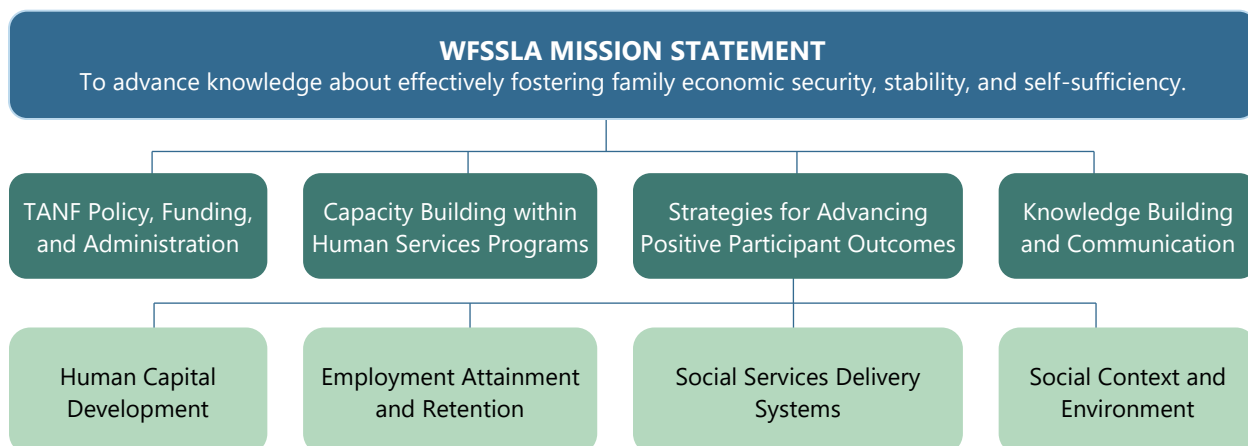 WFSSLA MISSION STATEMENT
To advance knowledge about effectively fostering family economic security, stability, and self-sufficiency.
TANF Policy, Funding,
and Administration
Capacity Building within
Human Services Programs
Strategies for Advancing
Positive Participant Outcomes
Knowledge Building
and Communication
Human Capital
Development
Employment Attainment
and Retention
Social Services Delivery
Systems
Social Context and
Environment